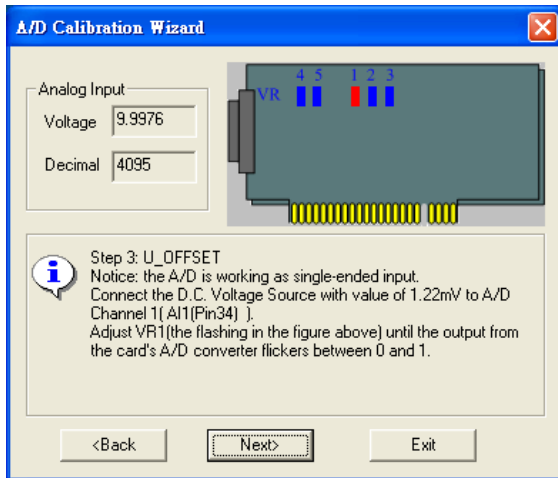 A/D Calibration Wizard
Analog Input
Voltage 9.9976
Decimal 4095
4 5 1 2 3
VR
Step 3: U_OFFSET
Notice: the A/D is working as single-ended input.
Connect the D.C. Voltage Source with value of 1.22mV to A/D
Channel 1( AI1(Pin34) ).
Adjust VR1(the flashing in the figure above) until the output from
the card's A/D converter flickers between 0 and 1.
<Back Next> Exit